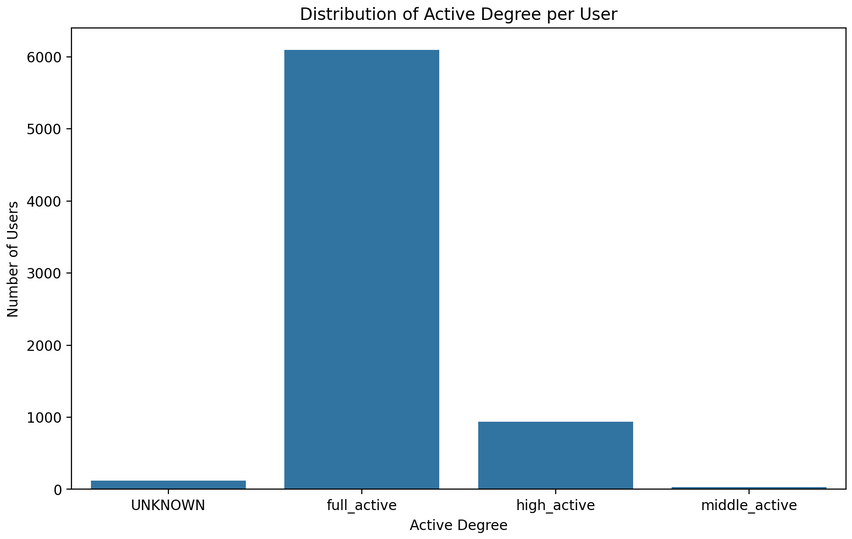 Distribution of Active Degree per User
Number of Users
6000
5000
4000
3000
2000
1000
0
UNKNOWN full_active high_active middle_active
Active Degree